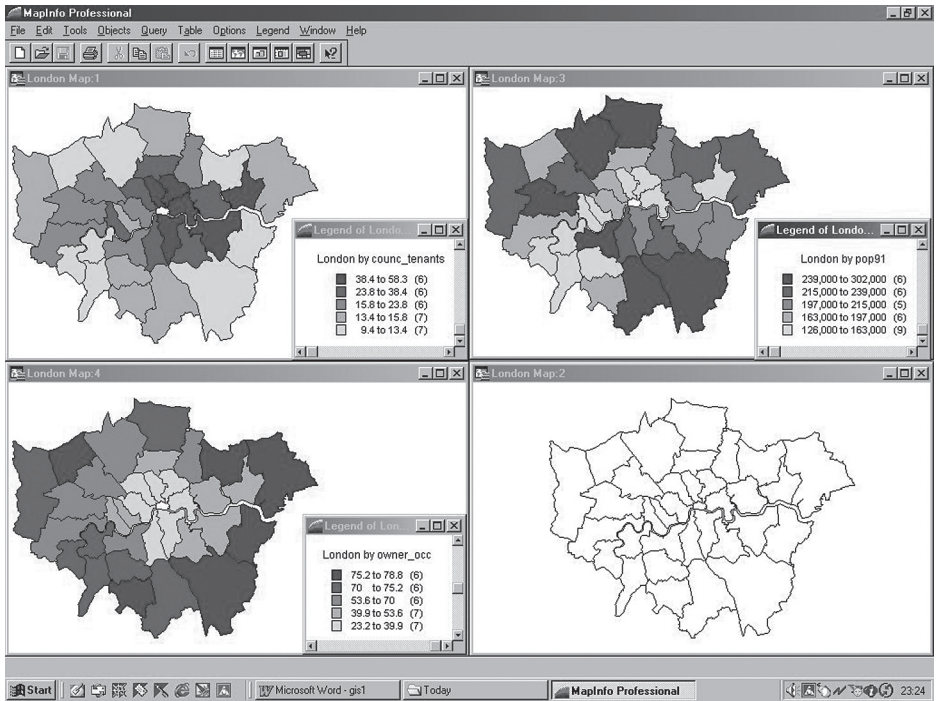 MapInfo Professional
File Edit Tools Objects Query Table Options Legend Window Help
London Map:1
Legend of Londo...
London by counc_tenants
38.4 to 58.3 (6)
23.8 to 38.4 (6)
15.8 to 23.8 (6)
13.4 to 15.8 (7)
9.4 to 13.4 (7)
London Map:3
Legend of Londo...
London by pop91
239,000 to 302,000 (6)
215,000 to 239,000 (6)
197,000 to 215,000 (5)
163,000 to 197,000 (6)
126,000 to 163,000 (9)
London Map:4
Legend of Lon...
London by owner_occ
75.2 to 78.8 (6)
70 to 75.2 (6)
53.6 to 70 (6)
39.9 to 53.6 (7)
23.2 to 39.9 (7)
London Map:2
Start Microsoft Word - gis1 Today MapInfo Professional 23:24